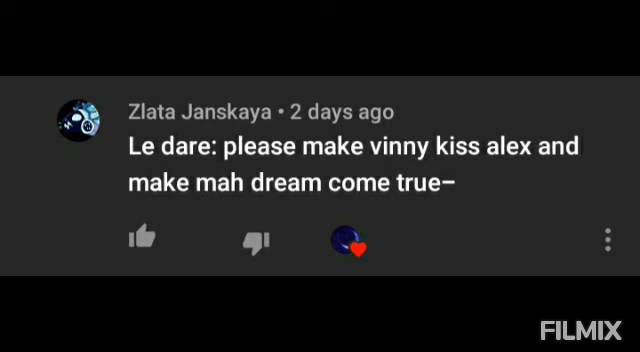 Zlata Janskaya • 2 days ago
Le dare: please make vinny kiss alex and
make mah dream come true–
FILMIX